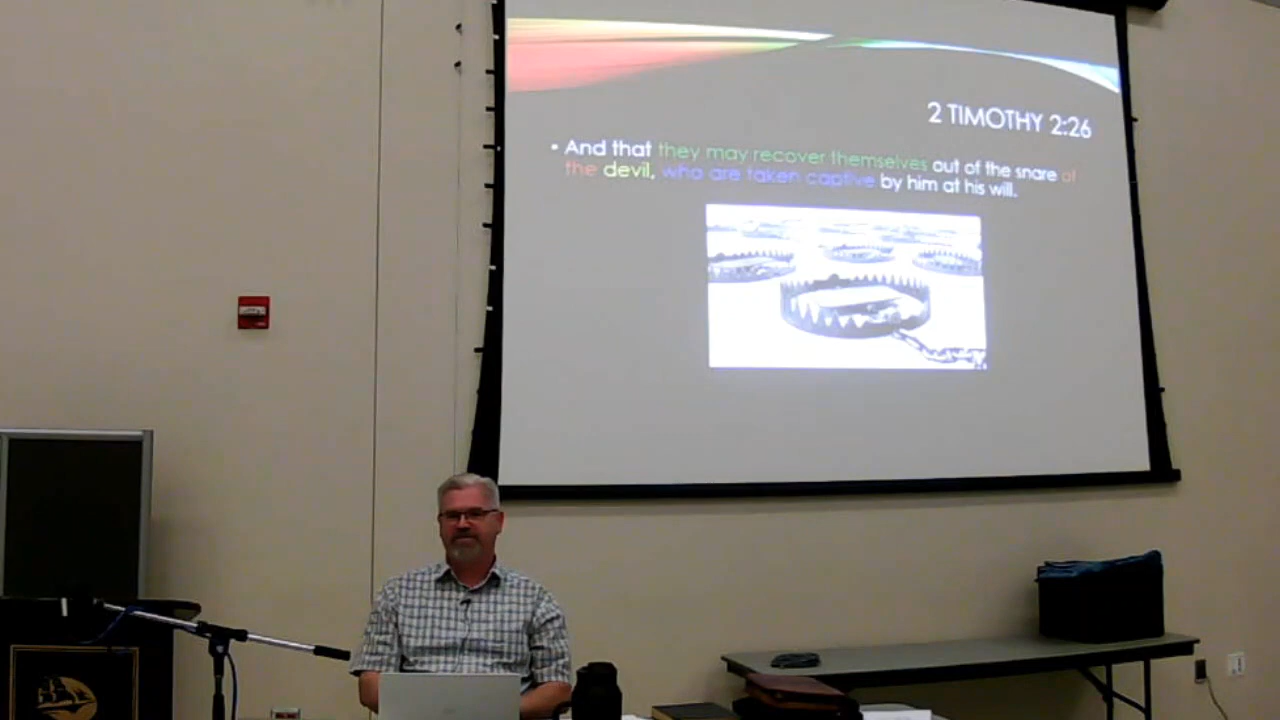 2 TIMOTHY 2:26
• And that they may recover themselves out of the snare of
the devil, who are taken captive by him at his will.